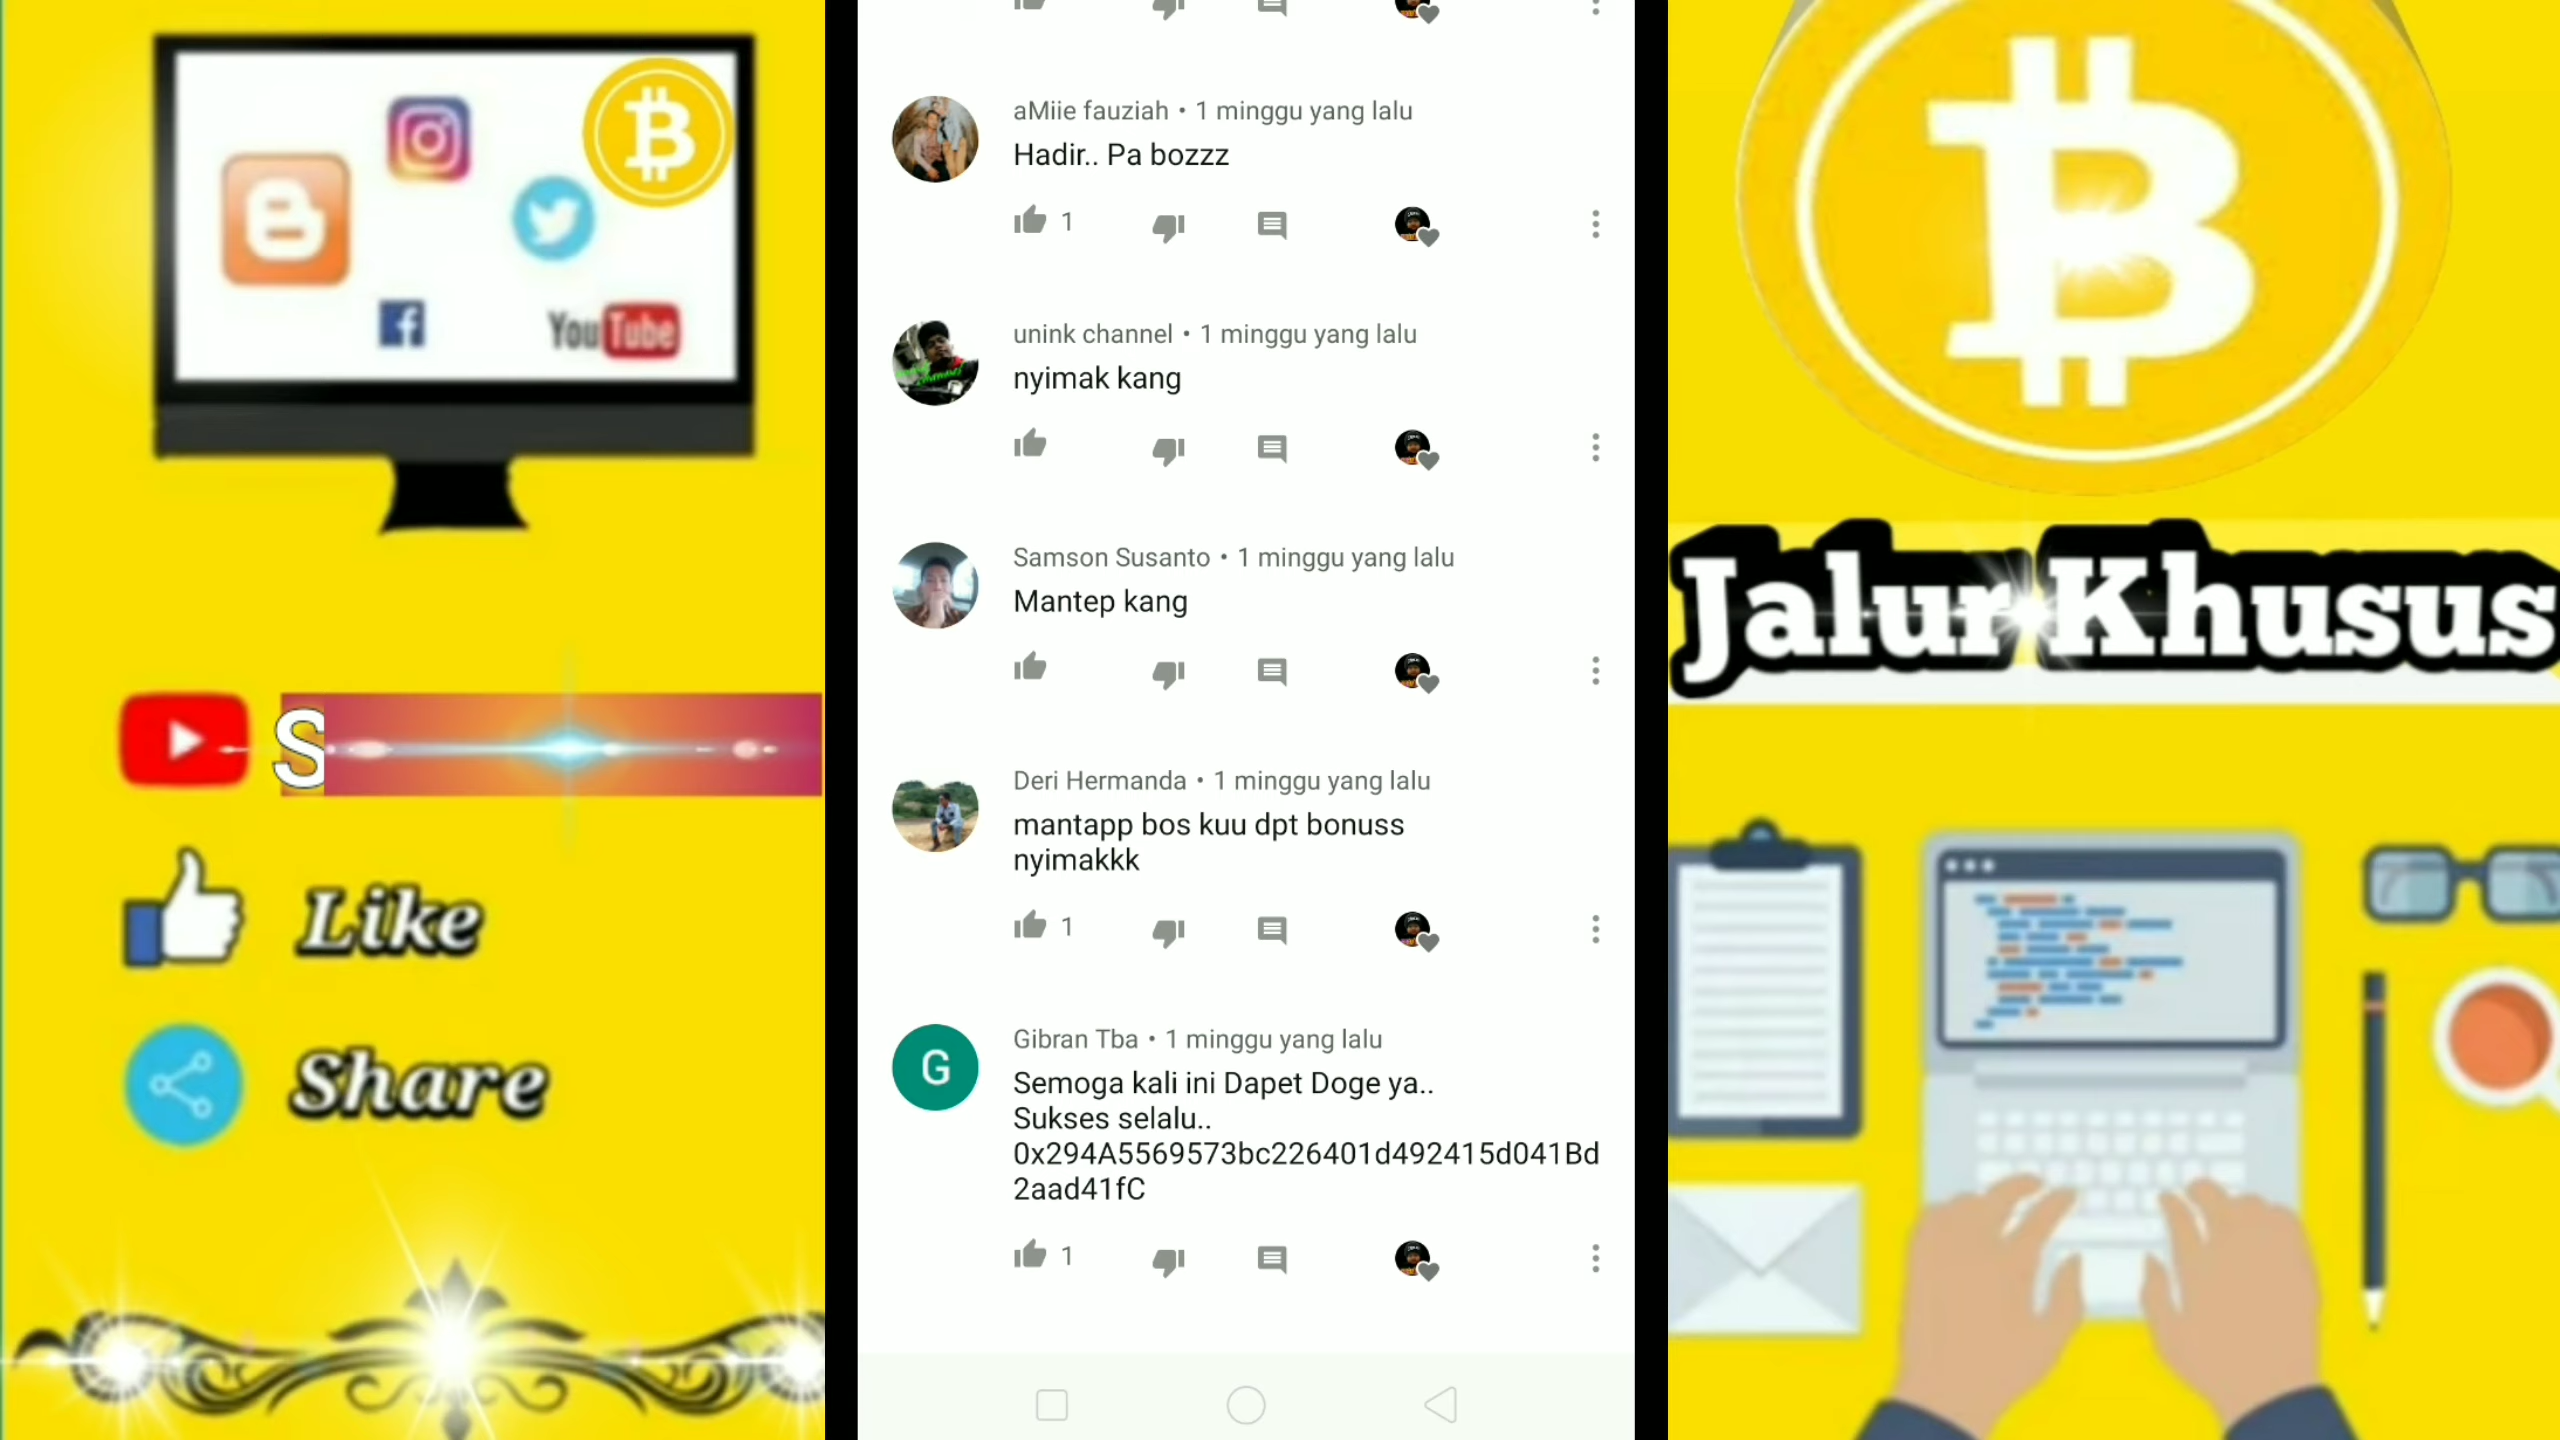 You Tube
S
Like
Share
aMiie fauziah • 1 minggu yang lalu
Hadir.. Pa bozzz
1
unink channel • 1 minggu yang lalu
nyimak kang
Samson Susanto • 1 minggu yang lalu
Mantep kang
Deri Hermanda • 1 minggu yang lalu
mantapp bos kuu dpt bonuss
nyimakkk
1
G
Gibran Tba • 1 minggu yang lalu
Semoga kali ini Dapet Doge ya..
Sukses selalu..
0x294A5569573bc226401d492415d041Bd
2aad41fC
1
Jalur Khusus